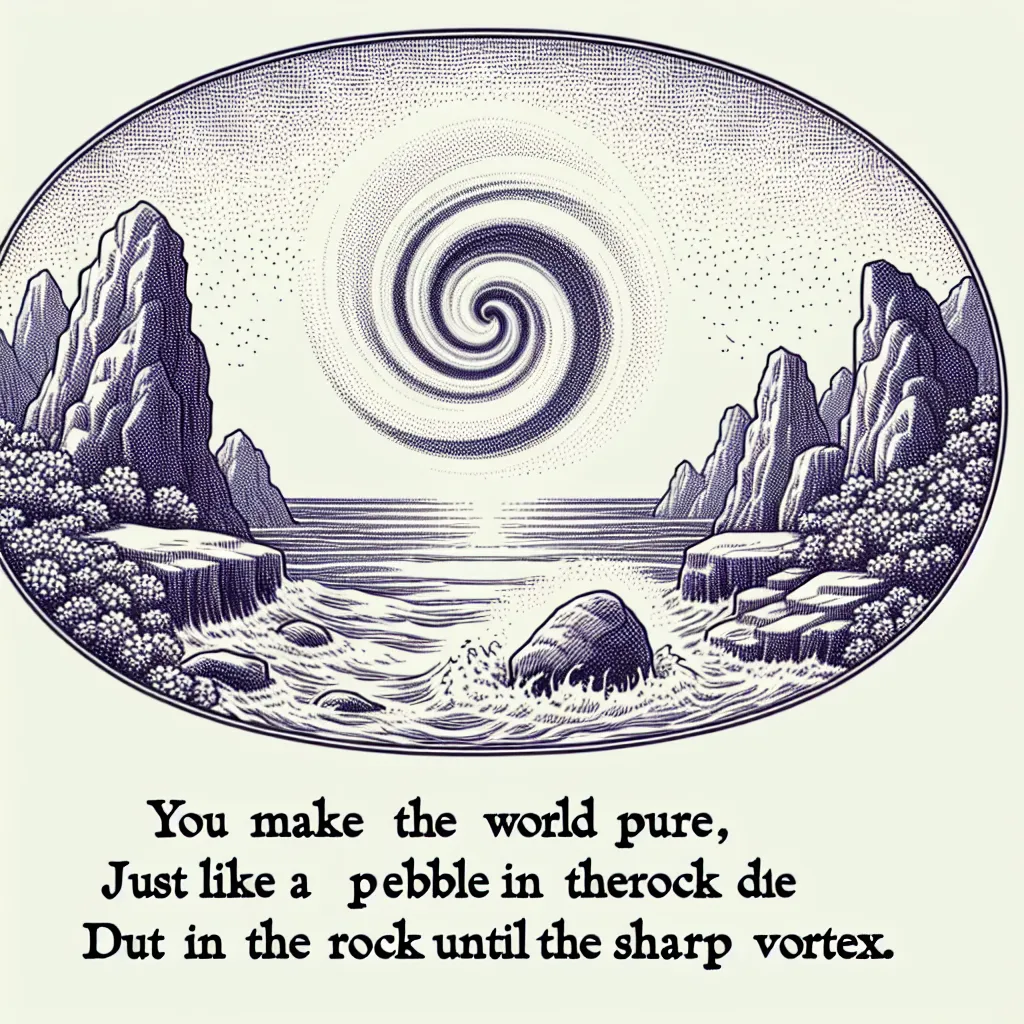 You make the world pure,
Just like a pebble in therock die
Dut in the rock until the sharp vortex.